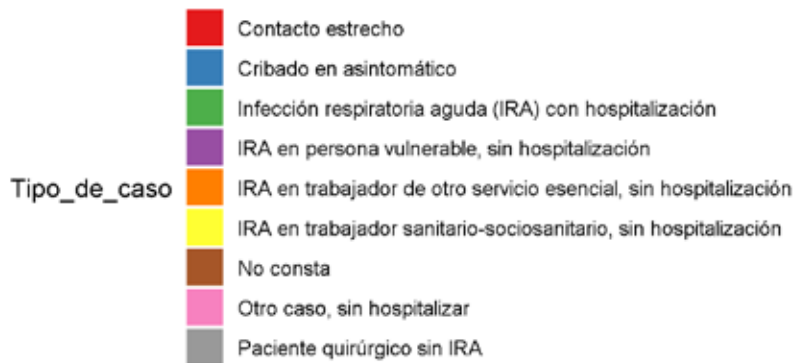 Contacto estrecho
Cribado en asintomático
Infección respiratoria aguda (IRA) con hospitalización
IRA en persona vulnerable, sin hospitalización
Tipo_de_caso
IRA en trabajador de otro servicio esencial, sin hospitalización
IRA en trabajador sanitario-sociosanitario, sin hospitalización
No consta
Otro caso, sin hospitalizar
Paciente quirúrgico sin IRA